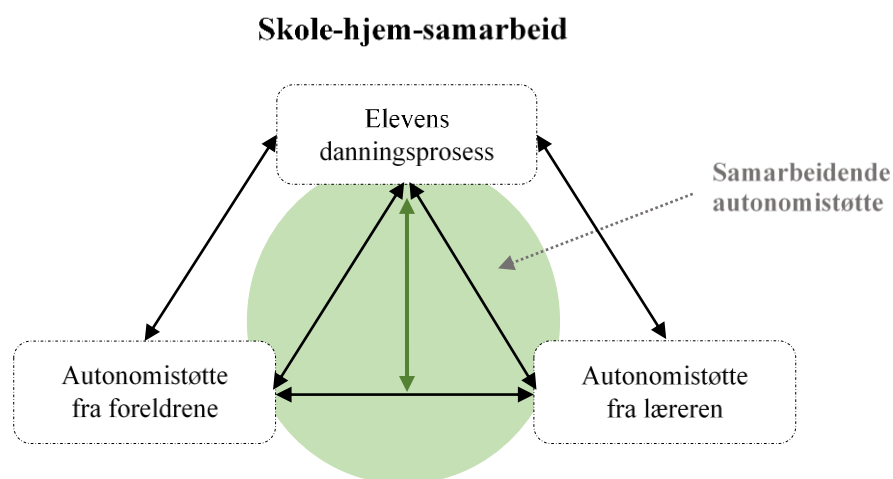 Skole-hjem-samarbeid
Elevens
danningsprosess
Samarbeidende
autonomistøtte
Autonomistøtte
fra foreldrene
Autonomistøtte
fra læreren